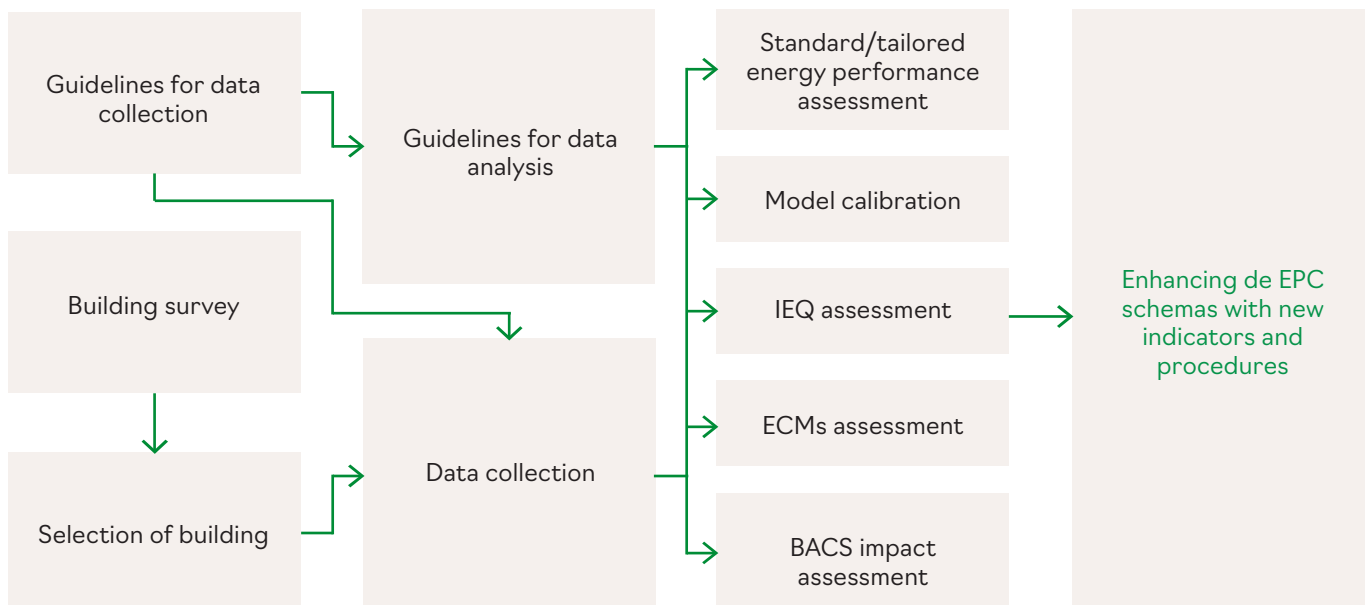 Guidelines for data
collection
Building survey
Selection of building
Guidelines for data
analysis
Data collection
Standard/tailored
energy performance
assessment
Model calibration
IEQ assessment
ECMs assessment
BACS impact
assessment
Enhancing de EPC
schemas with new
indicators and
procedures